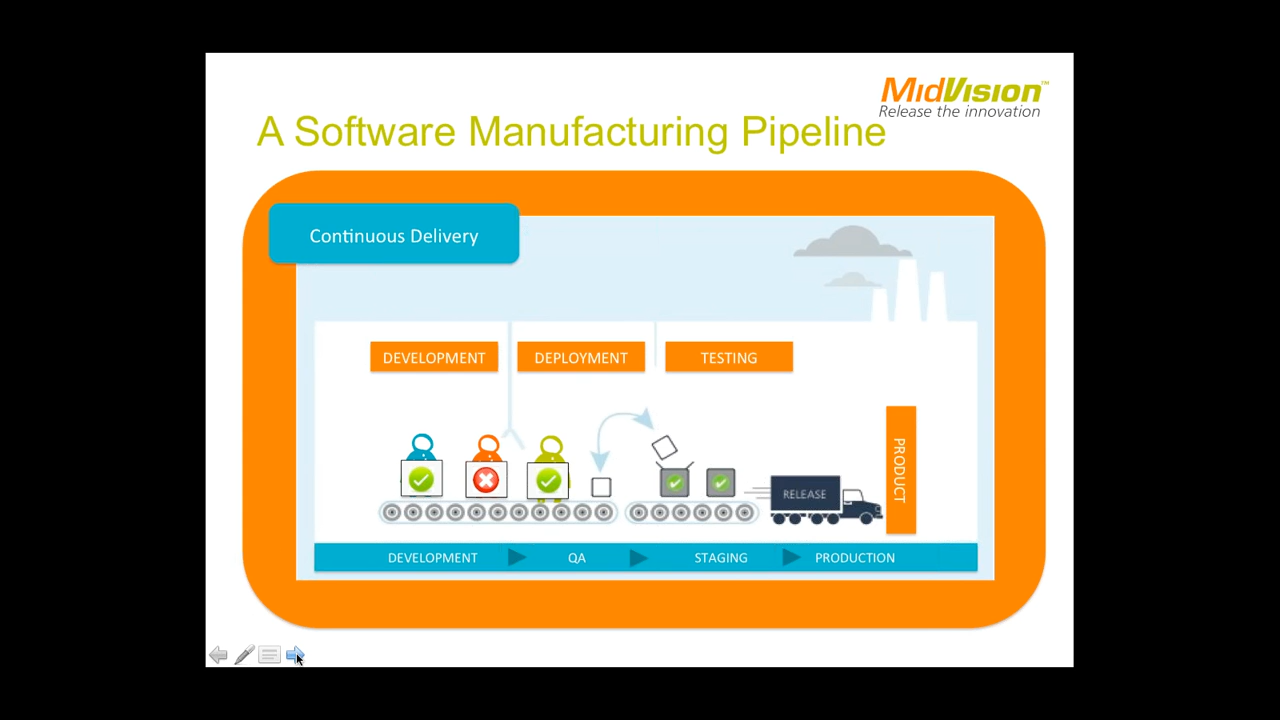 MidVision™
Release the innovation
A Software Manufacturing Pipeline
Continuous Delivery
DEVELOPMENT
DEPLOYMENT
TESTING
PRODUCT
RELEASE
DEVELOPMENT
QA
STAGING
PRODUCTION